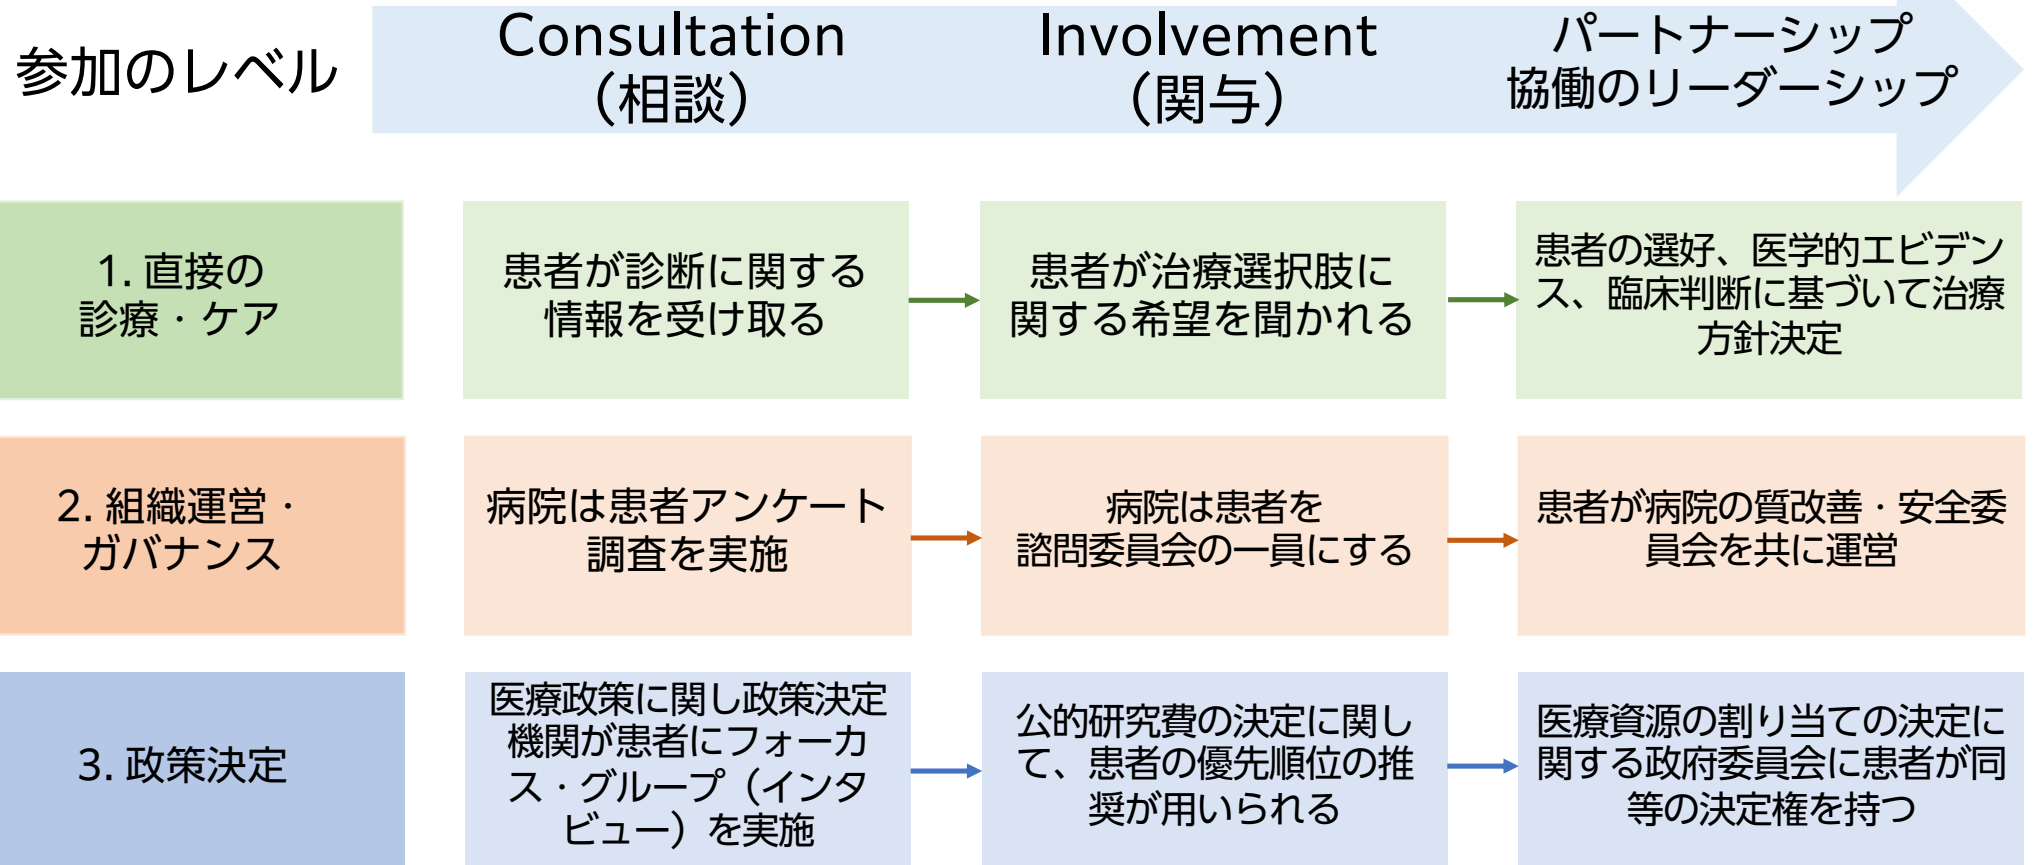 参加のレベル
Consultation
（相談）
Involvement
（関与）
パートナーシップ
協働のリーダーシップ
1. 直接の
診療・ケア
患者が診断に関する
情報を受け取る
患者が治療選択肢に
関する希望を聞かれる
患者の選好、医学的エビデン
ス、臨床判断に基づいて治療
方針決定
2. 組織運営・
ガバナンス
病院は患者アンケート
調査を実施
病院は患者を
諮問委員会の一員にする
患者が病院の質改善・安全委
員会を共に運営
3. 政策決定
医療政策に関し政策決定
機関が患者にフォーカ
ス・グループ（インタ
ビュー）を実施
公的研究費の決定に関し
て、患者の優先順位の推
奨が用いられる
医療資源の割り当ての決定に
関する政府委員会に患者が同
等の決定権を持つ